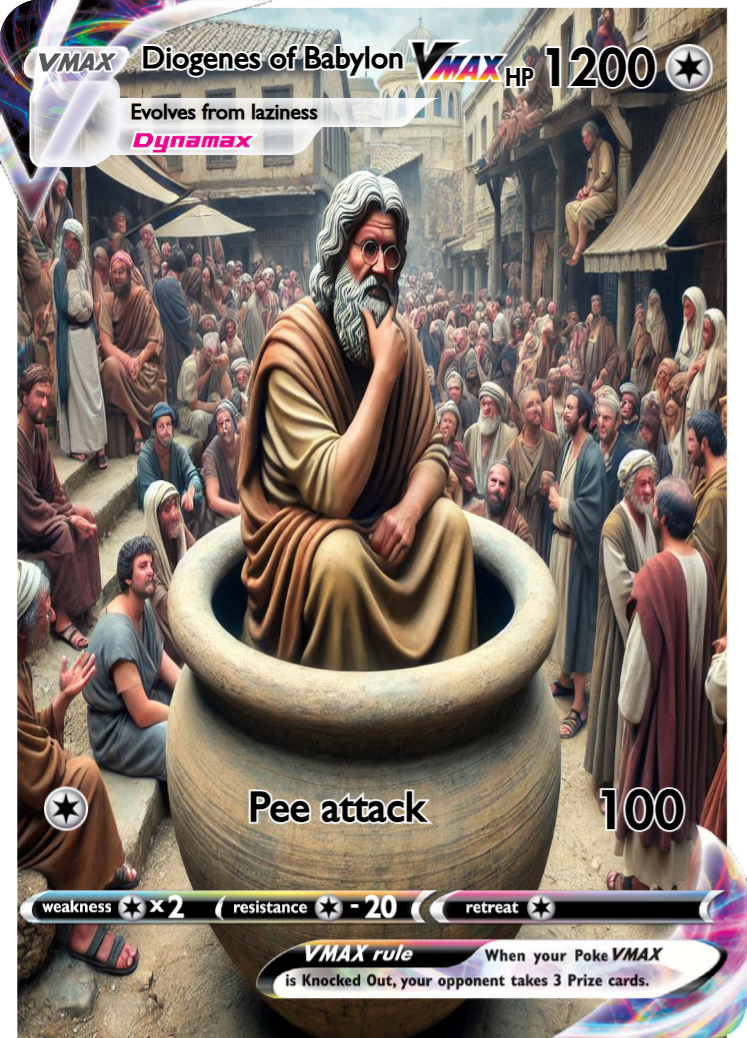 VMAX Diogenes of Babylon VMAX HP 1200
Evolves from laziness
Dynamax
Pee attack 100
weakness x2 resistance - 20 retreat
VMAX rule When your Poke VMAX
is Knocked Out, your opponent takes 3 Prize cards.